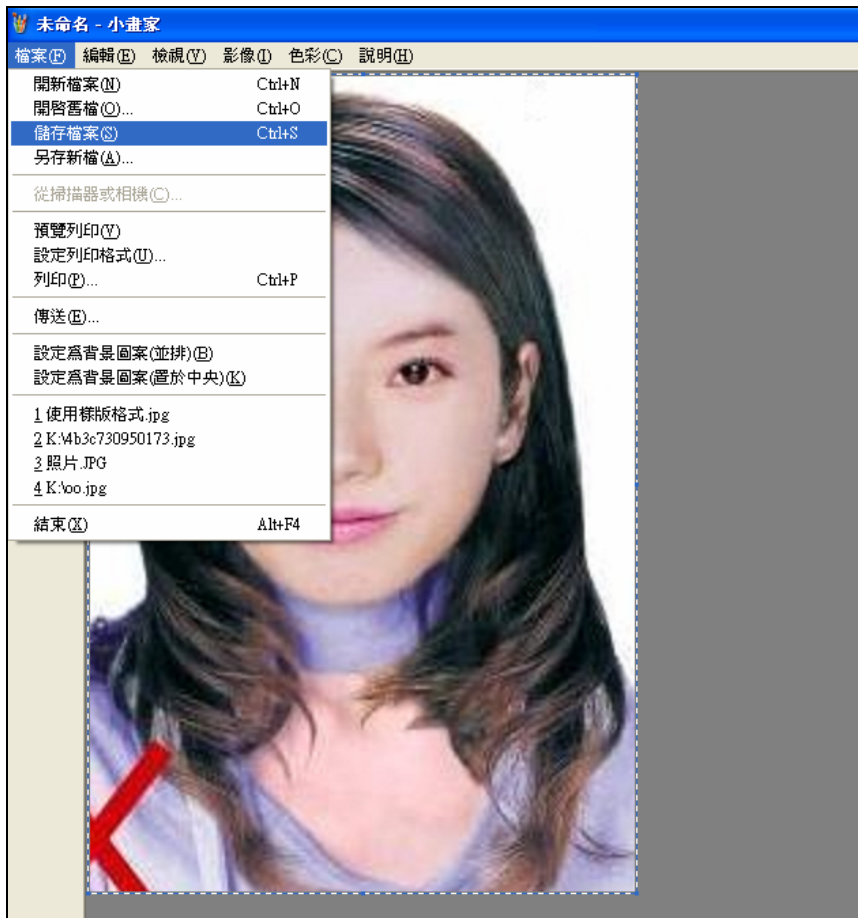 未命名 - 小畫家
檔案(F) 編輯(E) 檢視(V) 影像(I) 色彩(C) 說明(H)
開新檔案(N) Ctrl+N
開啓舊檔(O)... Ctrl+O
儲存檔案(S) Ctrl+S
另存新檔(A)...
從掃描器或相機(C)...
預覽列印(V)
設定列印格式(U)...
列印(P)... Ctrl+P
傳送(E)...
設定爲背景圖案(並排)(B)
設定爲背景圖案(置於中央)(K)
1 使用樣版格式.jpg
2 K:\4b3c730950173.jpg
3 照片.JPG
4 K:\oo.jpg
結束(X) Alt+F4